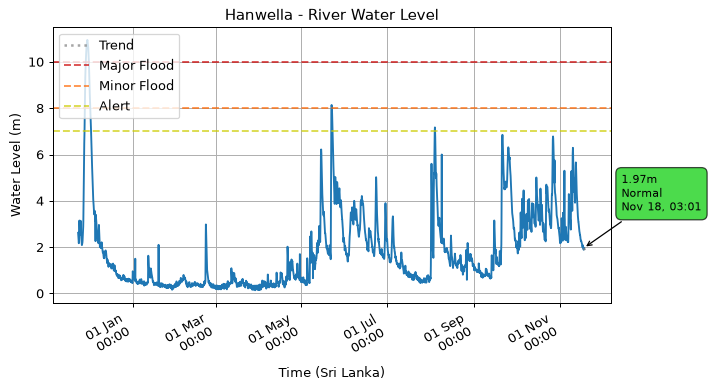 Hanwella - River Water Level
Water Level (m)
10
8
6
4
2
0
Trend
Major Flood
Minor Flood
Alert
1.97m
Normal
Nov 18, 03:01
01 Jan
00:00
01 Mar
00:00
01 May
00:00
01 Jul
00:00
01 Sep
00:00
01 Nov
00:00
Time (Sri Lanka)